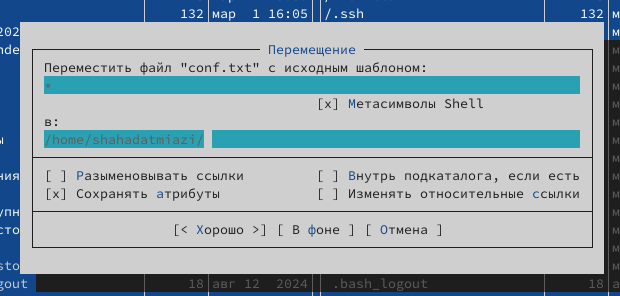 132 мар 1 16:05 /.ssh 132
202
nde
Перемещение
Переместить файл "conf.txt" с исходным шаблоном:
*
[x] Метасимволы Shell
в:
/home/shahadatmiazi/
[ ] Разыменовывать ссылки [ ] Внутрь подкаталога, если есть
[x] Сохранять атрибуты [ ] Изменять относительные ссылки
[< Хорошо >] [ В фоне ] [ Отмена ]
ы
ния
упн
сто
sto
gout 18 авг 12 2024 .bash_logout 18